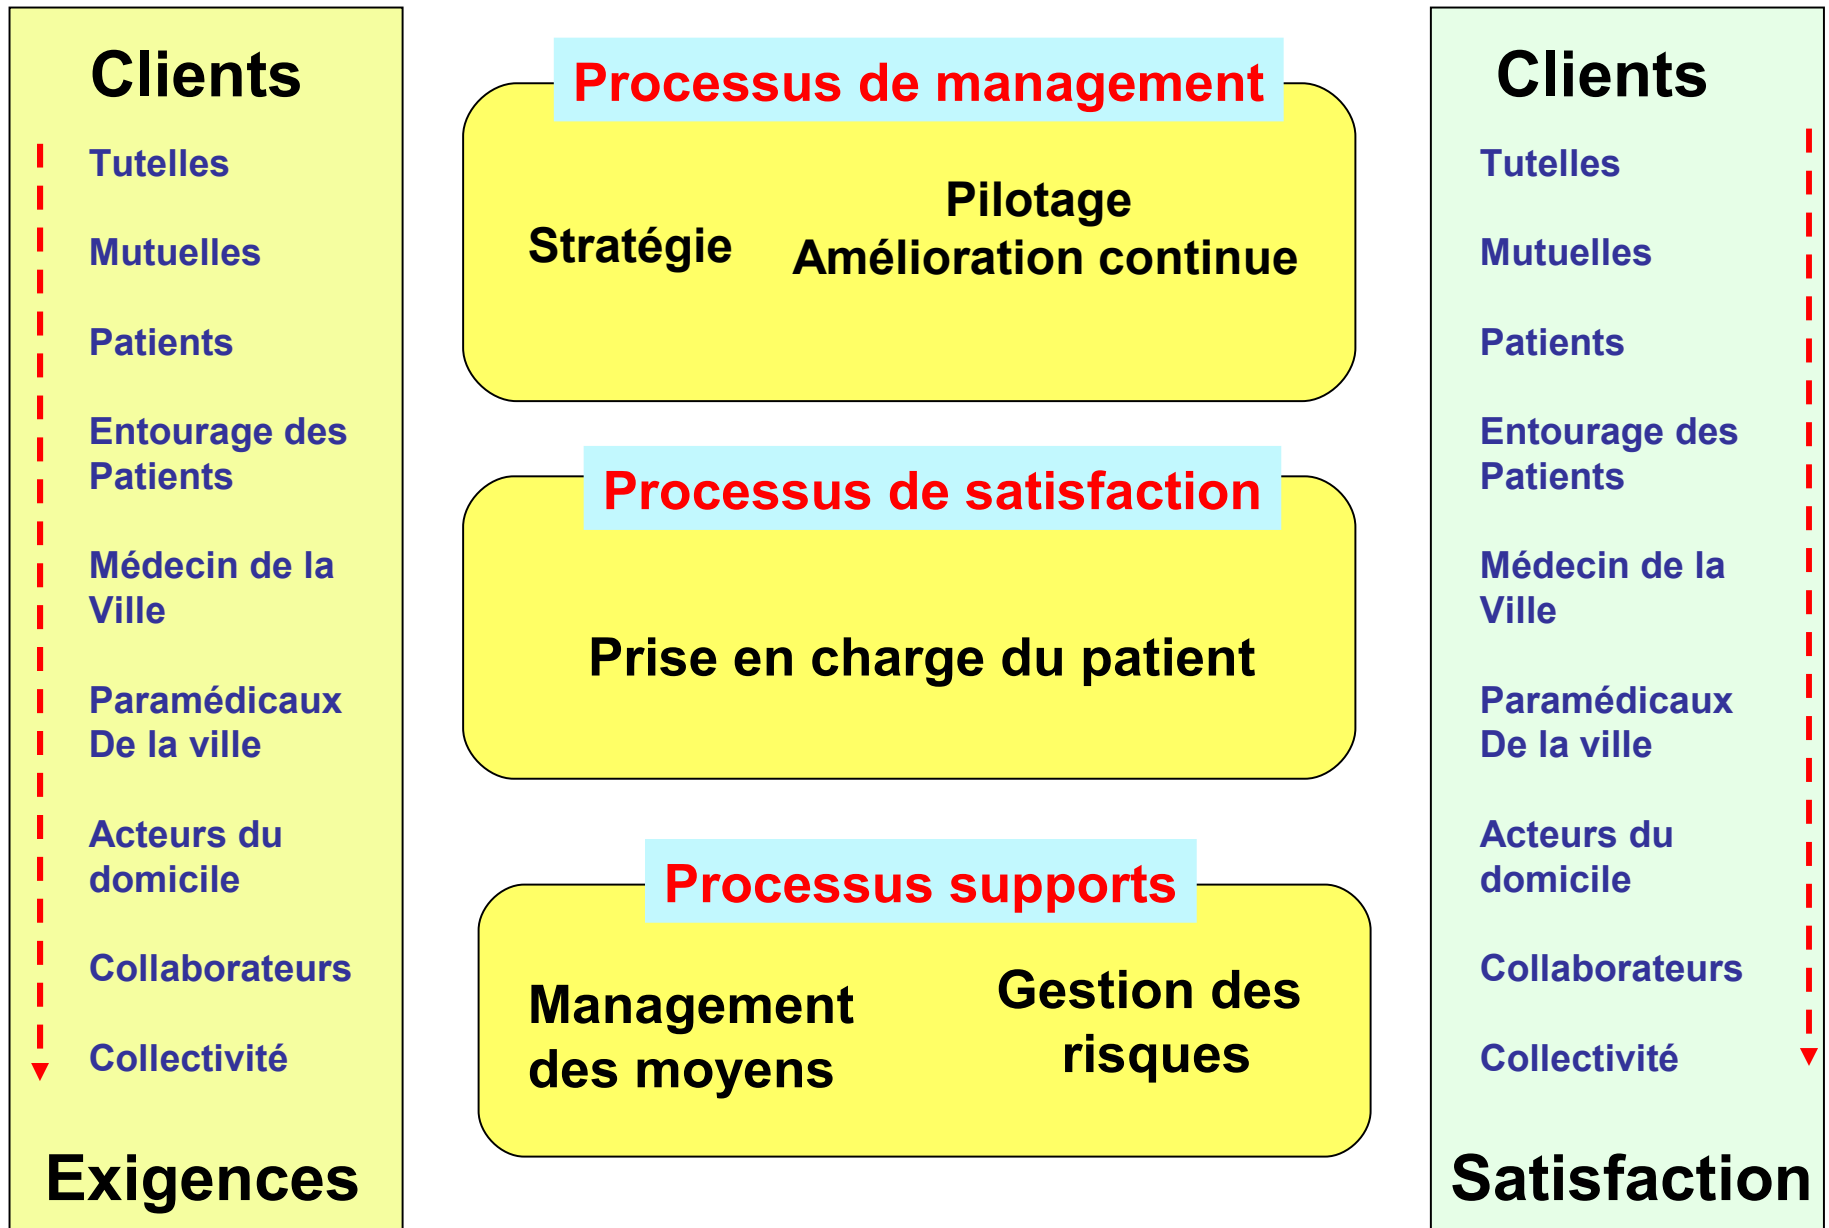 Clients
Tutelles
Mutuelles
Patients
Entourage des
Patients
Médecin de la
Ville
Paramédicaux
De la ville
Acteurs du
domicile
Collaborateurs
Collectivité
Exigences
Processus de management
Stratégie
Pilotage
Amélioration continue
Processus de satisfaction
Prise en charge du patient
Processus supports
Management
des moyens
Gestion des
risques
Clients
Tutelles
Mutuelles
Patients
Entourage des
Patients
Médecin de la
Ville
Paramédicaux
De la ville
Acteurs du
domicile
Collaborateurs
Collectivité
Satisfaction